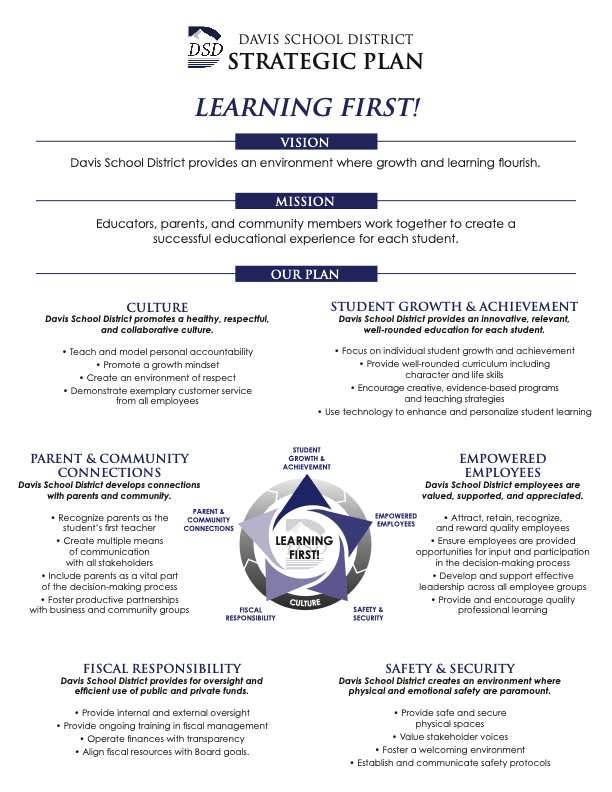 DSD
DAVIS SCHOOL DISTRICT
STRATEGIC PLAN
LEARNING FIRST!
VISION
Davis School District provides an environment where growth and learning flourish.
MISSION
Educators, parents, and community members work together to create a
successful educational experience for each student.
OUR PLAN
CULTURE
Davis School District promotes a healthy, respectful,
and collaborative culture.
• Teach and model personal accountability
• Promote a growth mindset
• Create an environment of respect
• Demonstrate exemplary customer service
from all employees
STUDENT GROWTH & ACHIEVEMENT
Davis School District provides an innovative, relevant,
well-rounded education for each student.
• Focus on individual student growth and achievement
• Provide well-rounded curriculum including
character and life skills
• Encourage creative, evidence-based programs
and teaching strategies
• Use technology to enhance and personalize student learning
PARENT & COMMUNITY
CONNECTIONS
Davis School District develops connections
with parents and community.
• Recognize parents as the
student's first teacher
• Create multiple means
of communication
with all stakeholders
• Include parents as a vital part
of the decision-making process
• Foster productive partnerships
with business and community groups
STUDENT
GROWTH &
ACHIEVEMENT
PARENT &
COMMUNITY
CONNECTIONS
EMPOWERED
EMPLOYEES
LEARNING
FIRST!
CULTURE
FISCAL
RESPONSIBILITY
SAFETY &
SECURITY
EMPOWERED
EMPLOYEES
Davis School District employees are
valued, supported, and appreciated.
• Attract, retain, recognize,
and reward quality employees
• Ensure employees are provided
opportunities for input and participation
in the decision-making process
• Develop and support effective
leadership across all employee groups
• Provide and encourage quality
professional learning
FISCAL RESPONSIBILITY
Davis School District provides for oversight and
efficient use of public and private funds.
• Provide internal and external oversight
• Provide ongoing training in fiscal management
• Operate finances with transparency
• Align fiscal resources with Board goals.
SAFETY & SECURITY
Davis School District creates an environment where
physical and emotional safety are paramount.
• Provide safe and secure
physical spaces
• Value stakeholder voices
• Foster a welcoming environment
• Establish and communicate safety protocols